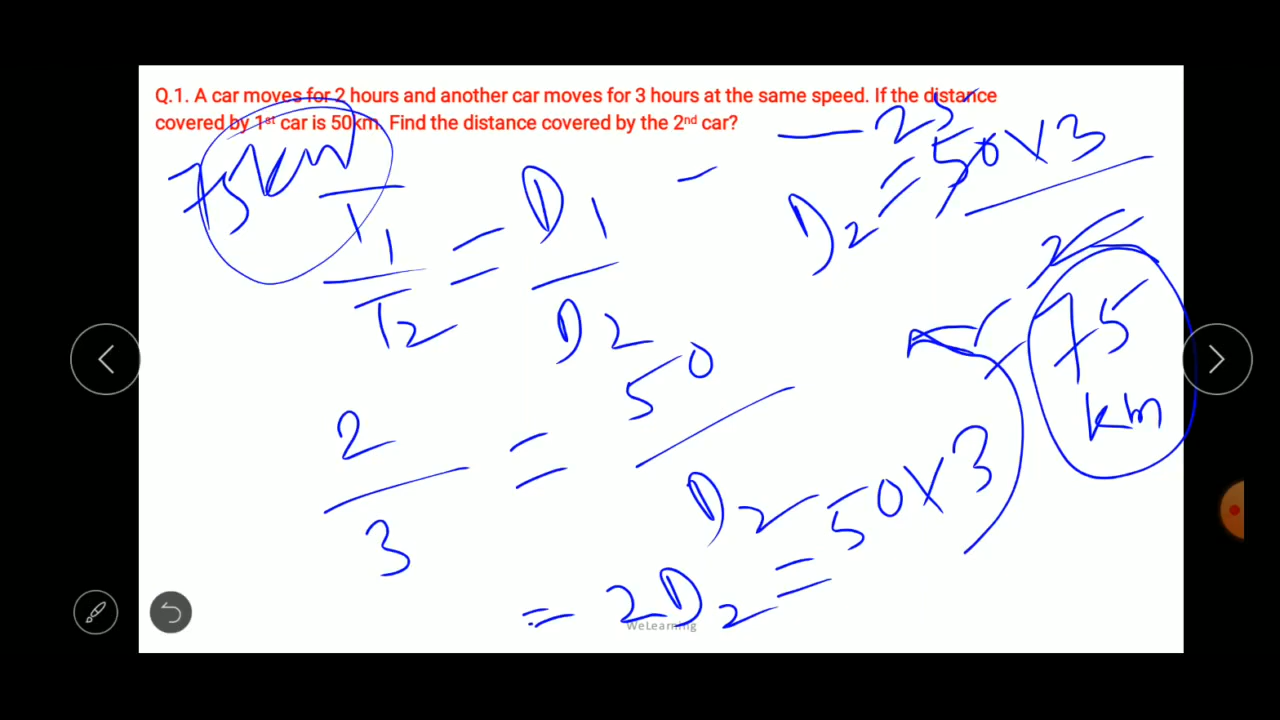 Q.1. A car moves for 2 hours and another car moves for 3 hours at the same speed. If the distance
covered by 1st car is 50km. Find the distance covered by the 2nd car?
75km
T1/T2 = D1/D2
2/3 = 50/D2
= 2D2 = 50×3
25
D2 = 50×3/2
= 75 km
WeLearning